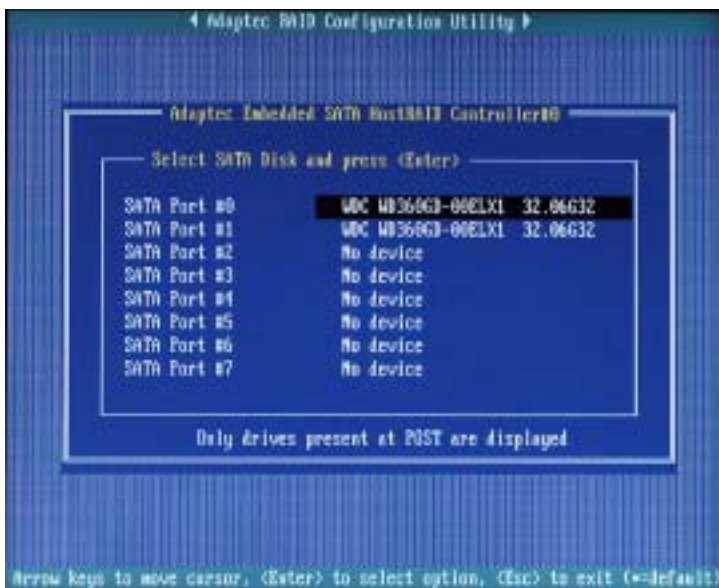 Adaptec RAID Configuration Utility
Adaptec Embedded SATA HostRAID Controller#0
Select SATA Disk and press <Enter>
SATA Port #0 WDC WD360GD-00ELX1 32.06G32
SATA Port #1 WDC WD360GD-00ELX1 32.06G32
SATA Port #2 No device
SATA Port #3 No device
SATA Port #4 No device
SATA Port #5 No device
SATA Port #6 No device
SATA Port #7 No device
Only drives present at POST are displayed
Arrow keys to move cursor, <Enter> to select option, <Esc> to exit (*=default)